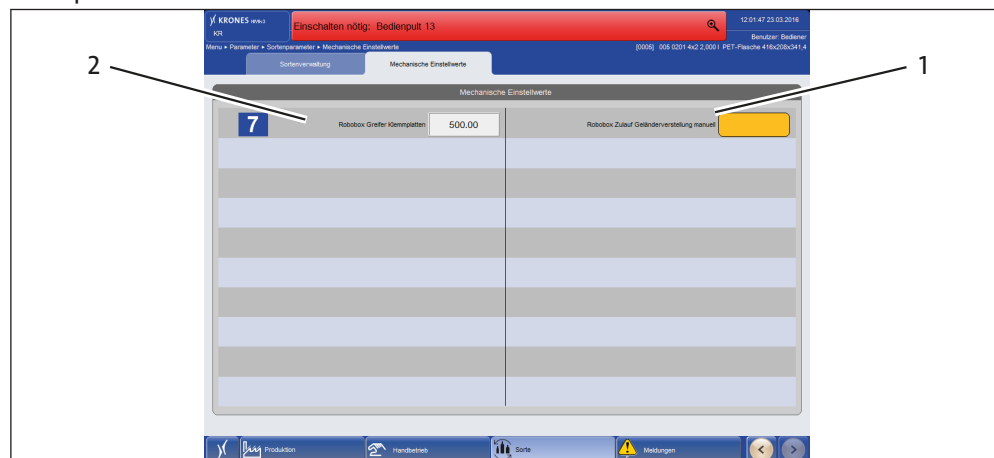 KRONES HMIv3
KR
Einschalten nötig: Bedienpult 13
12:01:47 23.03.2016
Benutzer: Bediener
Menu ▸ Parameter ▸ Sortenparameter ▸ Mechanische Einstellwerte
[0005] 005 0201 4x2 2,000 l PET-Flasche 416x208x341,4
Sortenverwaltung
Mechanische Einstellwerte
2
1
Mechanische Einstellwerte
7
Robobox Greifer Klemmplatten
500.00
Robobox Zulauf Geländerverstellung manuell
Produktion
Handbetrieb
Sorte
Meldungen